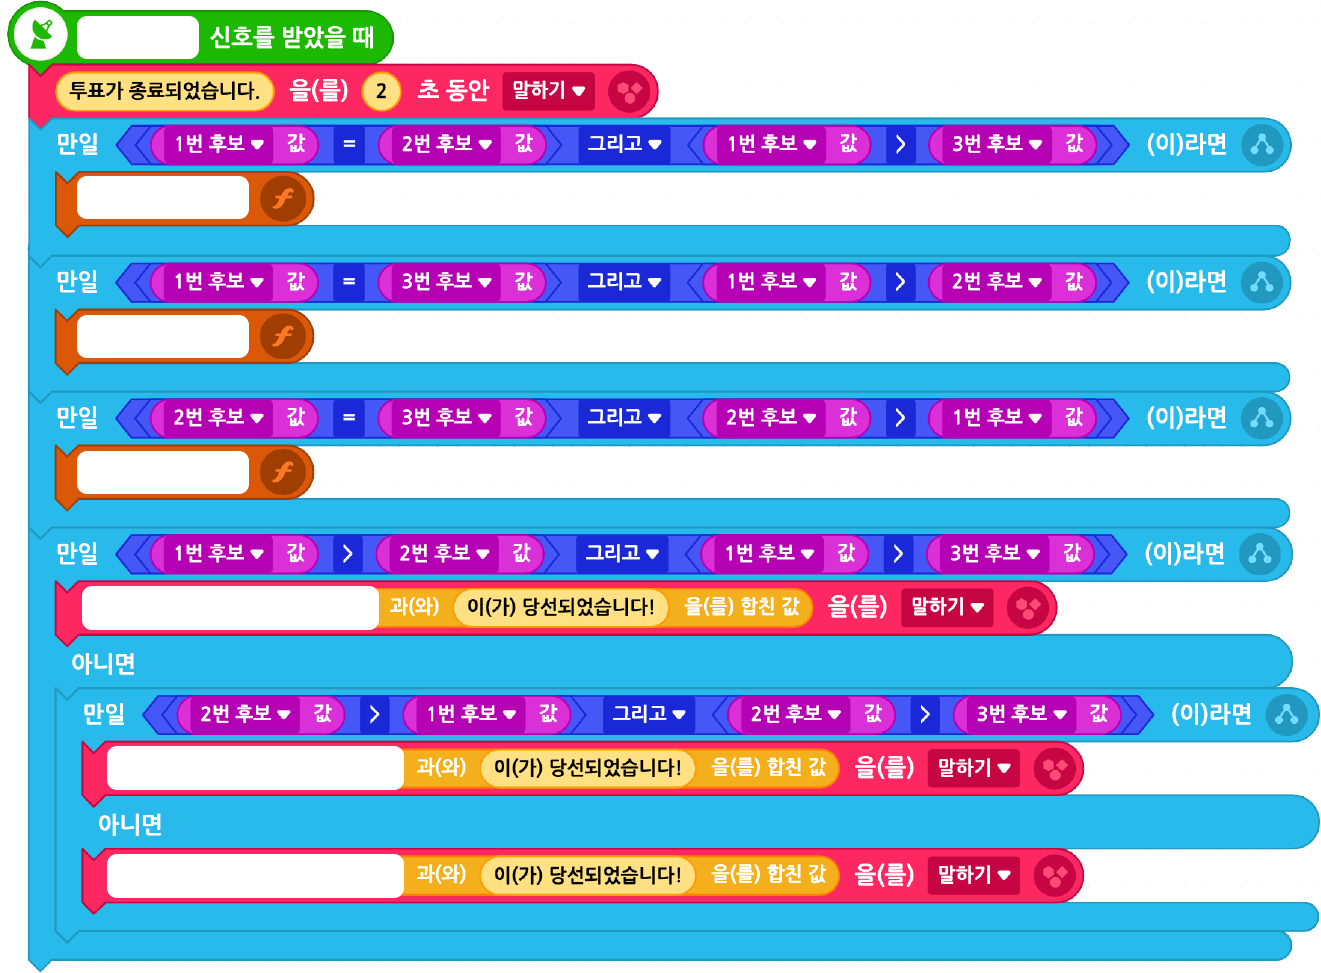 신호를 받았을 때
투표가 종료되었습니다. 을(를) 2 초 동안 말하기
만일 1번 후보 값 = 2번 후보 값 그리고 1번 후보 값 > 3번 후보 값 (이)라면
만일 1번 후보 값 = 3번 후보 값 그리고 1번 후보 값 > 2번 후보 값 (이)라면
만일 2번 후보 값 = 3번 후보 값 그리고 2번 후보 값 > 1번 후보 값 (이)라면
만일 1번 후보 값 > 2번 후보 값 그리고 1번 후보 값 > 3번 후보 값 (이)라면
과(와) 이(가) 당선되었습니다! 을(를) 합친 값 을(를) 말하기
아니면
만일 2번 후보 값 > 1번 후보 값 그리고 2번 후보 값 > 3번 후보 값 (이)라면
과(와) 이(가) 당선되었습니다! 을(를) 합친 값 을(를) 말하기
아니면
과(와) 이(가) 당선되었습니다! 을(를) 합친 값 을(를) 말하기